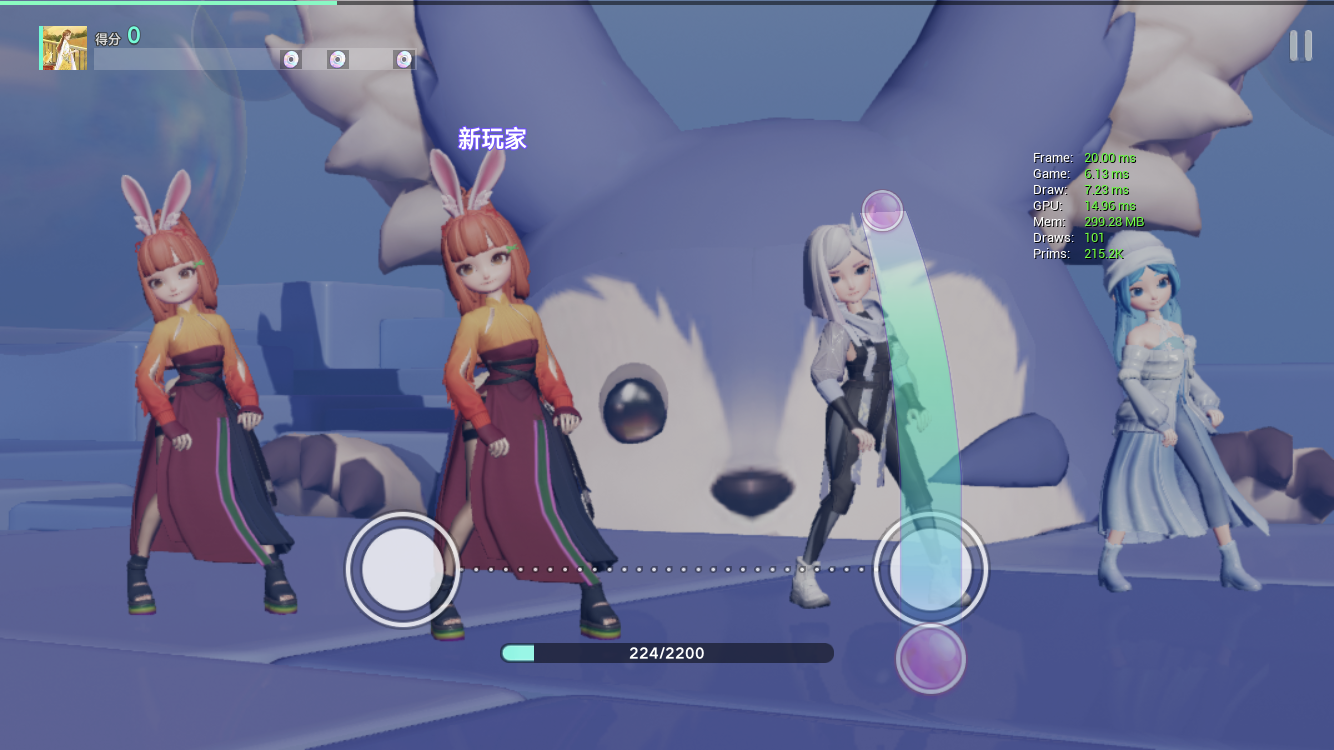 得分 0
新玩家
Frame: 20.00 ms
Game: 6.13 ms
Draw: 7.23 ms
GPU: 14.96 ms
Mem: 299.28 MB
Draws: 101
Prims: 215.2K
224/2200